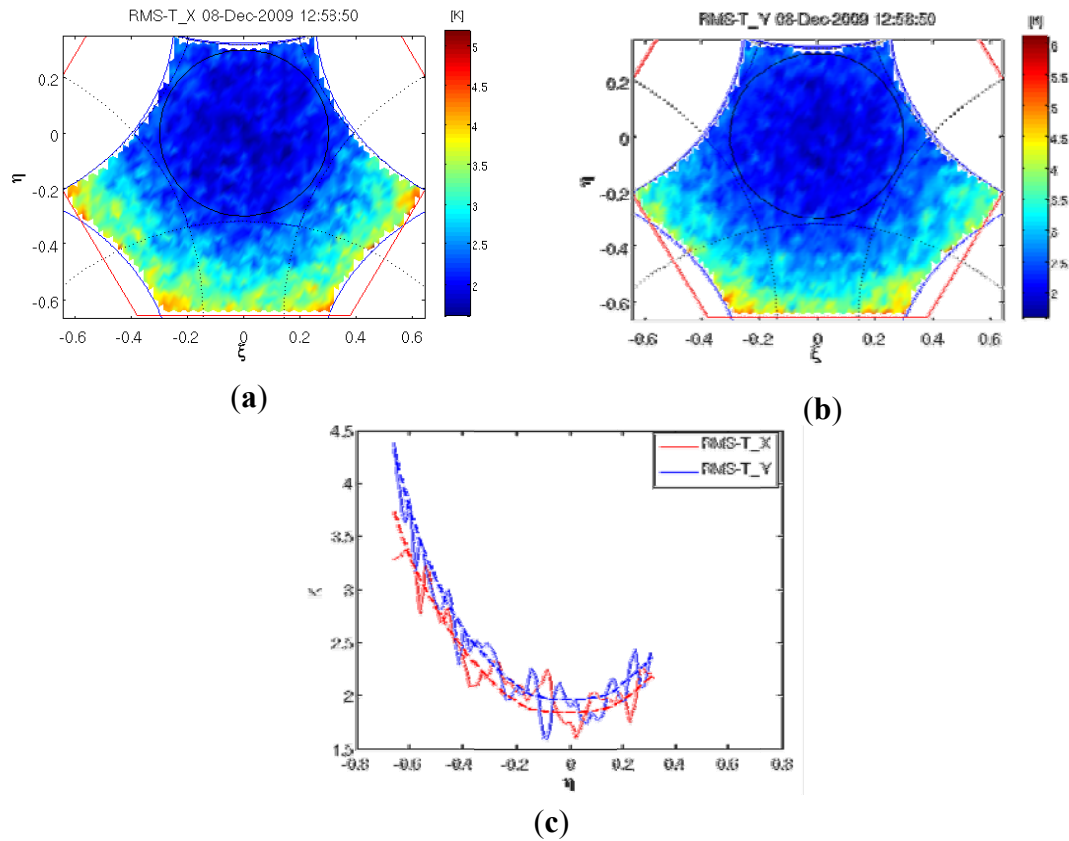 RMS-T_X 08-Dec-2009 12:58:50
[K]
5
4.5
4
3.5
3
2.5
2
0.2
0
-0.2
-0.4
-0.6
η
-0.6 -0.4 -0.2 0 0.2 0.4 0.6
ξ
(a)
RMS-T_Y 08-Dec-2009 12:58:50
[K]
6
5.5
5
4.5
4
3.5
3
2.5
2
0.2
0
-0.2
-0.4
-0.6
η
-0.6 -0.4 -0.2 0 0.2 0.4 0.6
ξ
(b)
4.5
4
3.5
3
2.5
2
1.5
K
RMS-T_X
RMS-T_Y
-0.8 -0.6 -0.4 -0.2 0 0.2 0.4 0.6 0.8
η
(c)